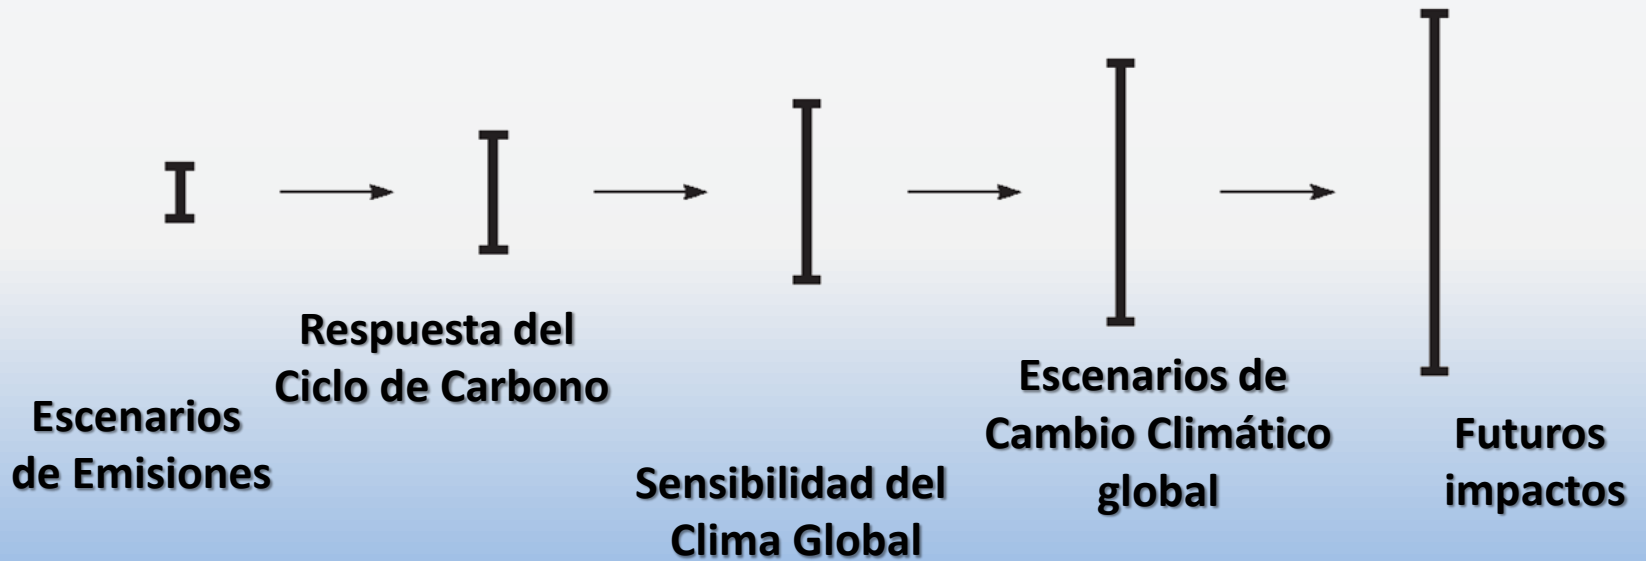 Escenarios
de Emisiones
Respuesta del
Ciclo de Carbono
Sensibilidad del
Clima Global
Escenarios de
Cambio Climático
global
Futuros
impactos